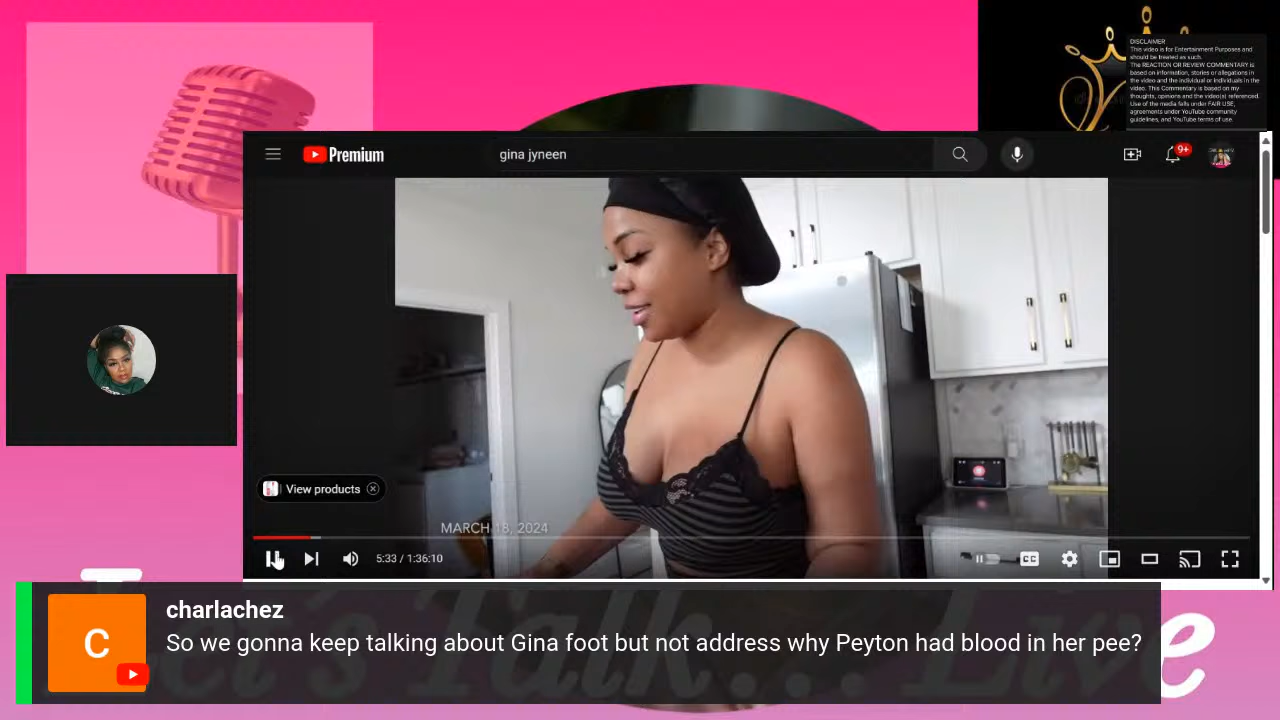 DISCLAIMER
This video is for Entertainment Purposes and
should be treated as such.
The REACTION OR REVIEW COMMENTARY is
based on information, stories or allegations in
the video and the individual or individuals in the
video. This Commentary is based on my
thoughts, opinions and the video(s) referenced.
Use of the media falls under FAIR USE,
agreements under YouTube community
guidelines, and YouTube terms of use.
Premium
gina jyneen
9+
View products
MARCH 18, 2024
5:33 / 1:36:10
CC
Let's Talk... Live
C
charlachez
So we gonna keep talking about Gina foot but not address why Peyton had blood in her pee?